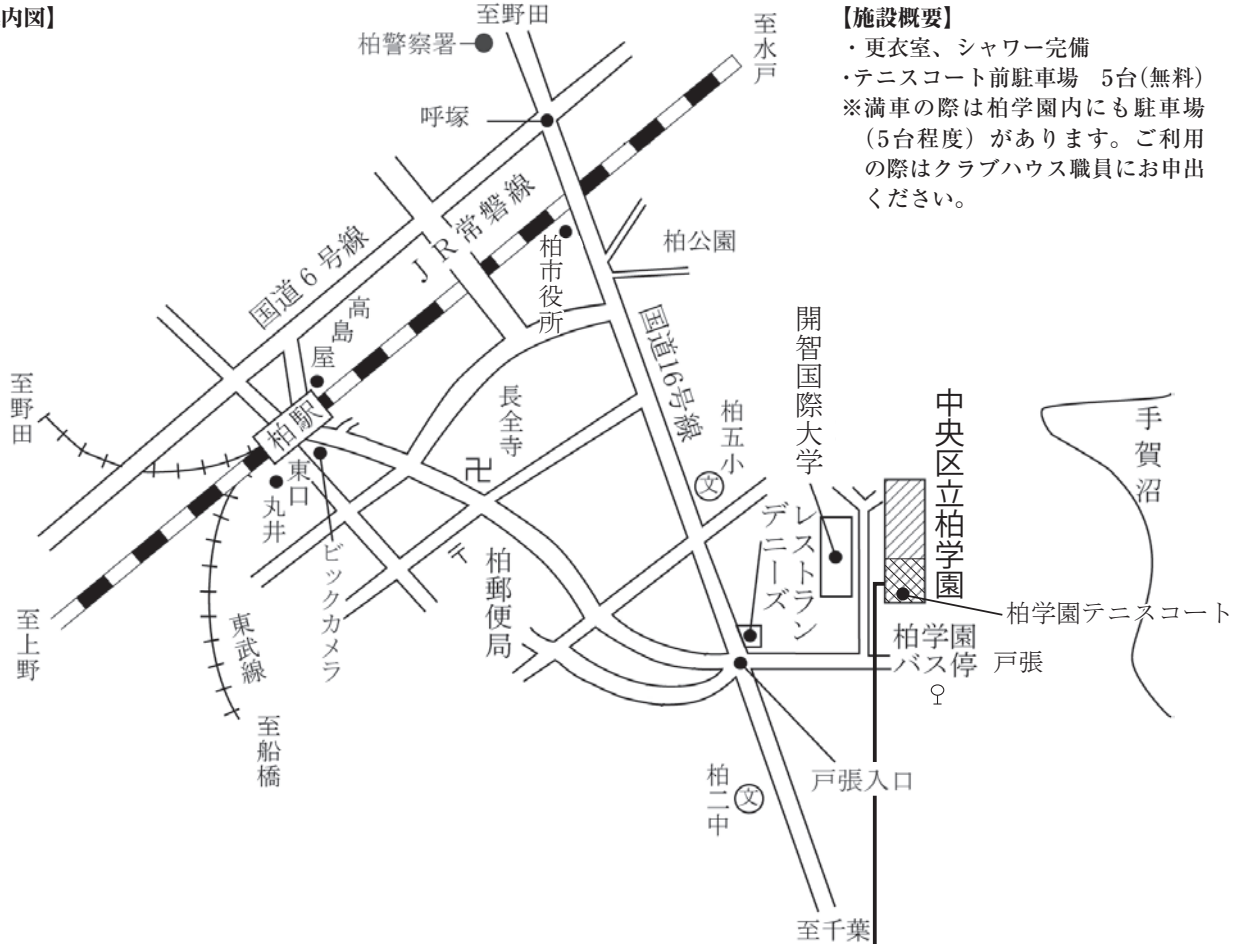 内図】
至野田
柏警察署
至水戸
呼塚
【施設概要】
・更衣室、シャワー完備
・テニスコート前駐車場　5台(無料)
※満車の際は柏学園内にも駐車場
(5台程度）があります。ご利用
の際はクラブハウス職員にお申出
ください。
国道6号線
JR常磐線
柏市役所
柏公園
高島屋
国道16号線
開智国際大学
至野田
柏駅
東口
丸井
長全寺
卍
柏五小
文
中央区立柏学園
手賀沼
レストラン
デニーズ
ビックカメラ
〒
柏郵便局
至上野
東武線
柏学園テニスコート
柏学園
バス停
戸張
至船橋
戸張入口
柏二中
文
至千葉